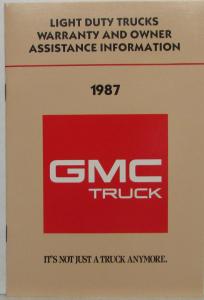 LIGHT DUTY TRUCKS
WARRANTY AND OWNER
ASSISTANCE INFORMATION
1987
GMC
TRUCK
IT'S NOT JUST A TRUCK ANYMORE.